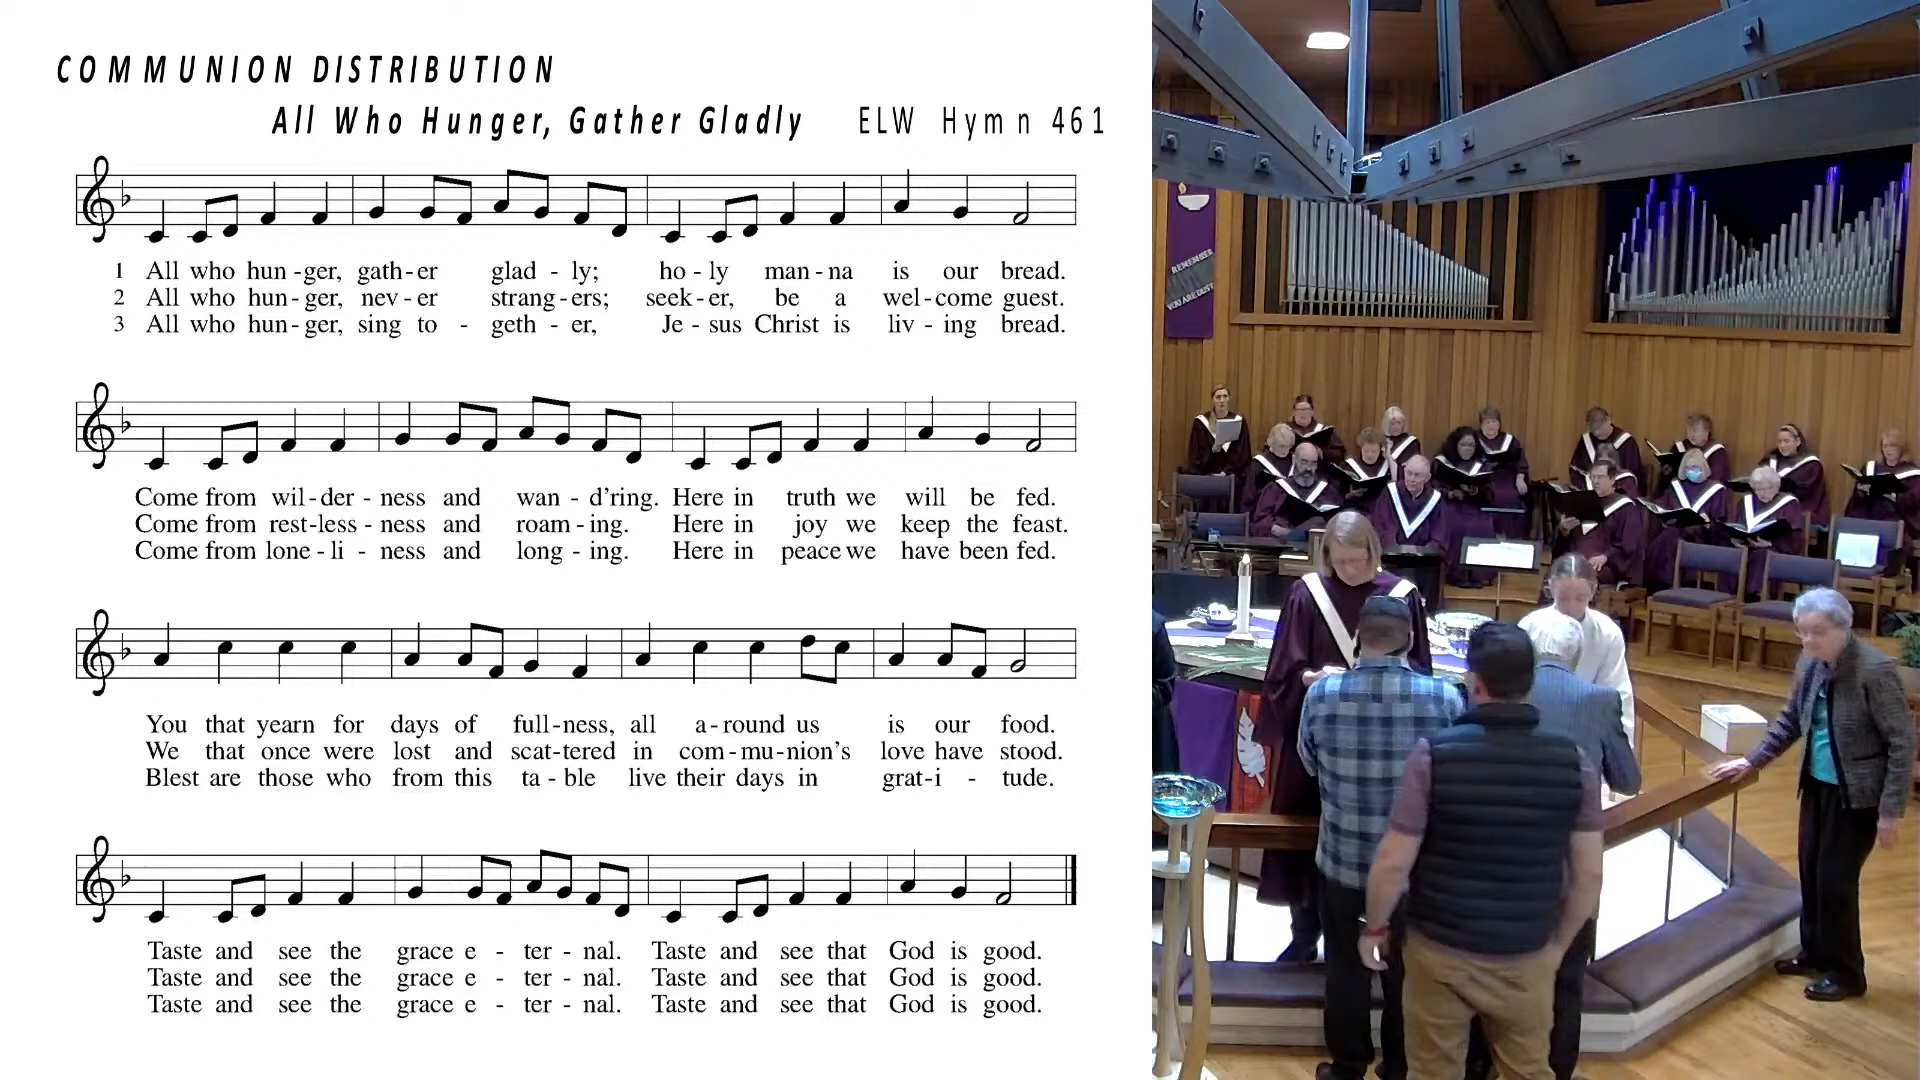 COMMUNION DISTRIBUTION
All Who Hunger, Gather Gladly ELW Hymn 461
1 All who hun-ger, gath-er glad-ly; ho-ly man-na is our bread.
2 All who hun-ger, nev-er strang-ers; seek-er, be a wel-come guest.
3 All who hun-ger, sing to-geth-er, Je-sus Christ is liv-ing bread.
Come from wil-der-ness and wan-d'ring. Here in truth we will be fed.
Come from rest-less-ness and roam-ing. Here in joy we keep the feast.
Come from lone-li-ness and long-ing. Here in peace we have been fed.
You that yearn for days of full-ness, all a-round us is our food.
We that once were lost and scat-tered in com-mu-nion's love have stood.
Blest are those who from this ta-ble live their days in grat-i-tude.
Taste and see the grace e-ter-nal. Taste and see that God is good.
Taste and see the grace e-ter-nal. Taste and see that God is good.
Taste and see the grace e-ter-nal. Taste and see that God is good.
REMEMBER
YOU ARE DUST